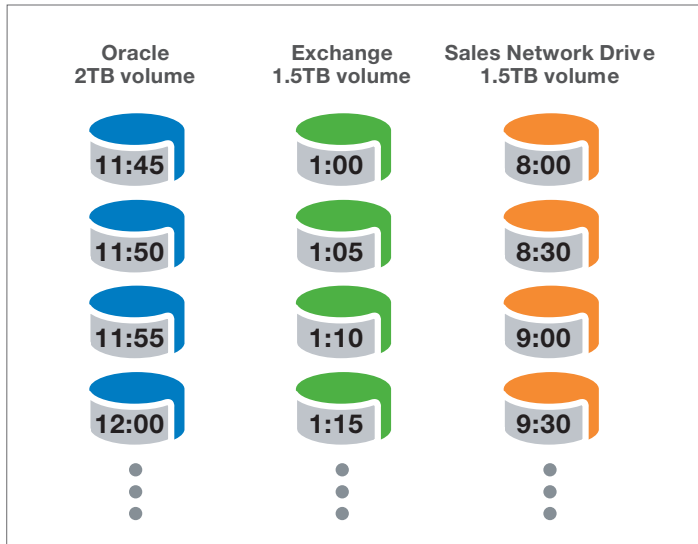 Oracle
2TB volume
11:45
11:50
11:55
12:00
Exchange
1.5TB volume
1:00
1:05
1:10
1:15
Sales Network Drive
1.5TB volume
8:00
8:30
9:00
9:30